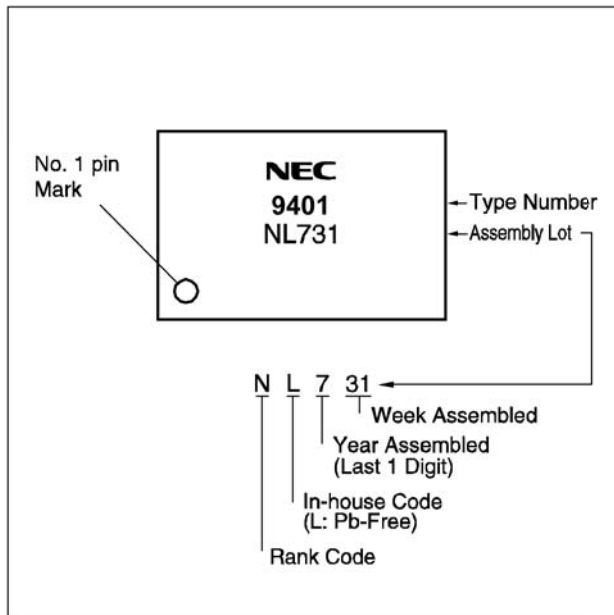 No. 1 pin
Mark
NEC
9401
NL731
Type Number
Assembly Lot
N L 7 31
Week Assembled
Year Assembled
(Last 1 Digit)
In-house Code
(L: Pb-Free)
Rank Code